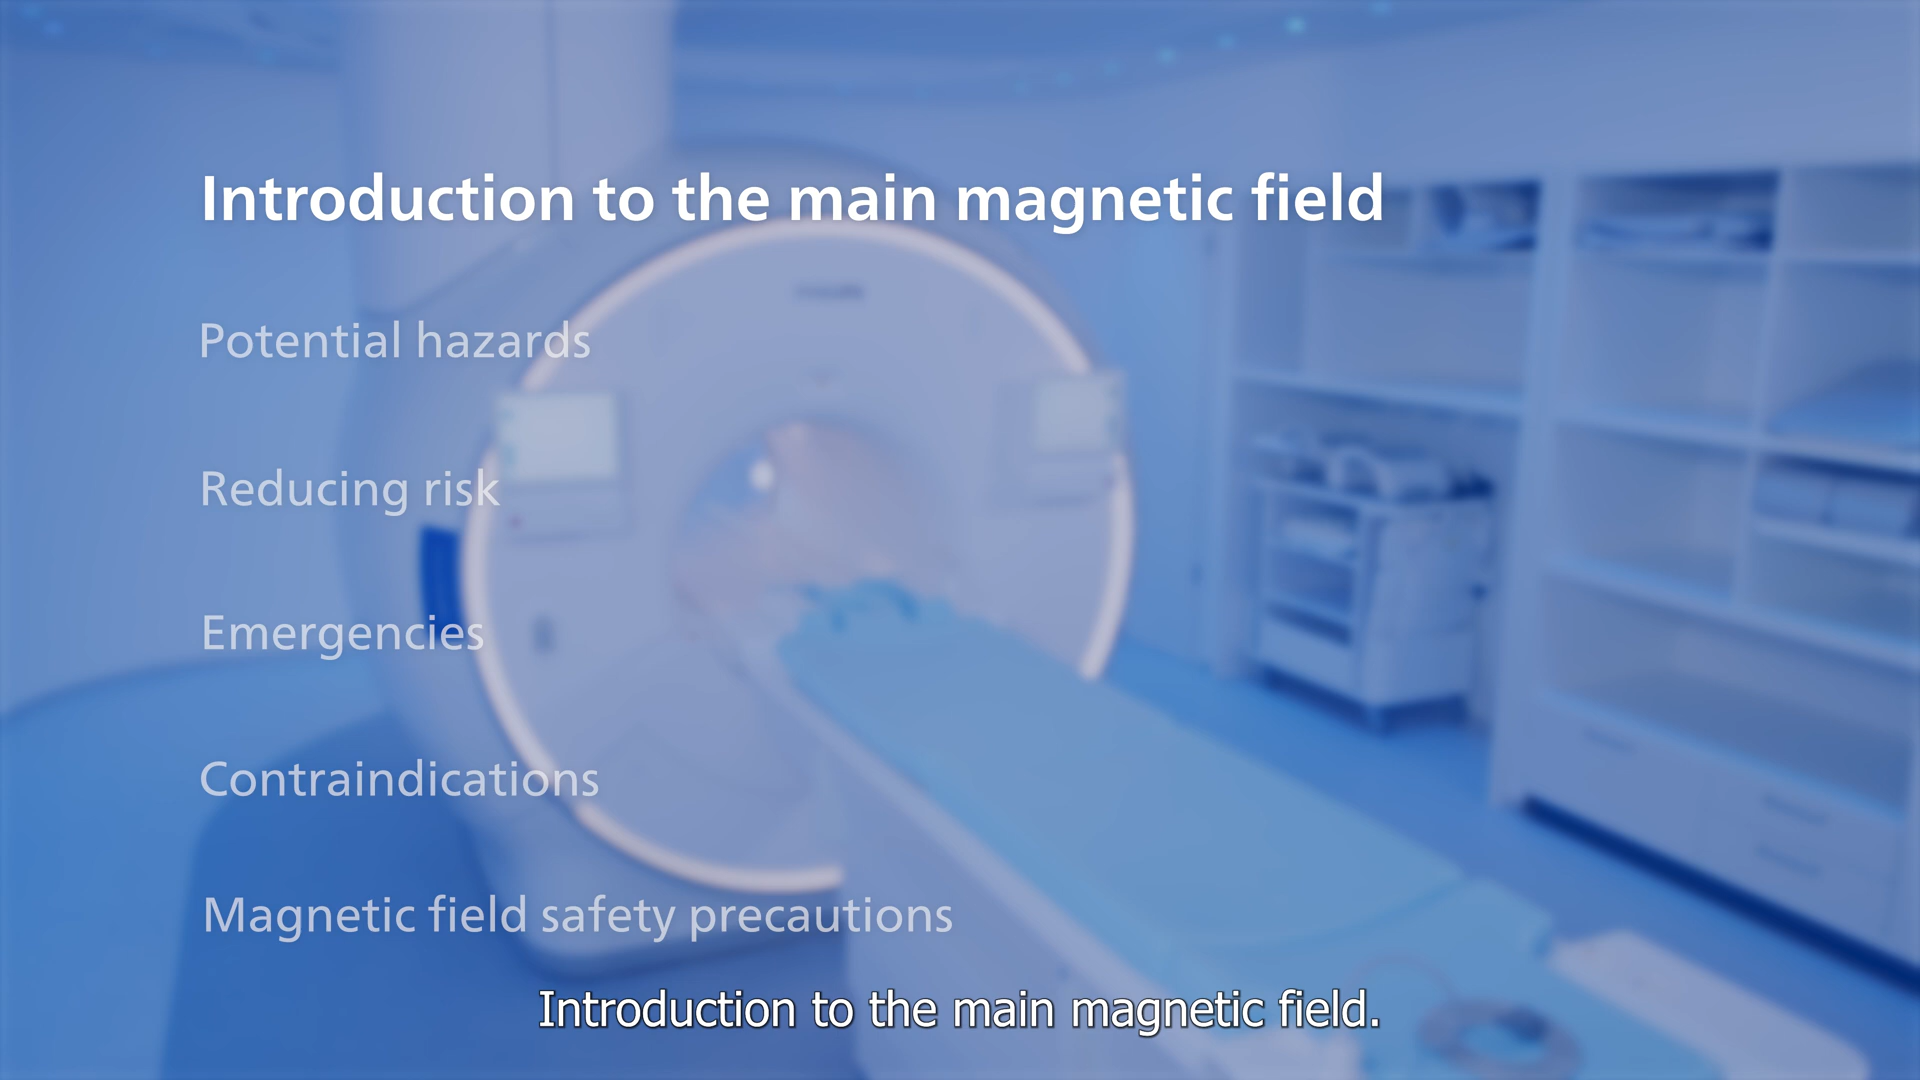 Introduction to the main magnetic field
Potential hazards
Reducing risk
Emergencies
Contraindications
Magnetic field safety precautions
Introduction to the main magnetic field.